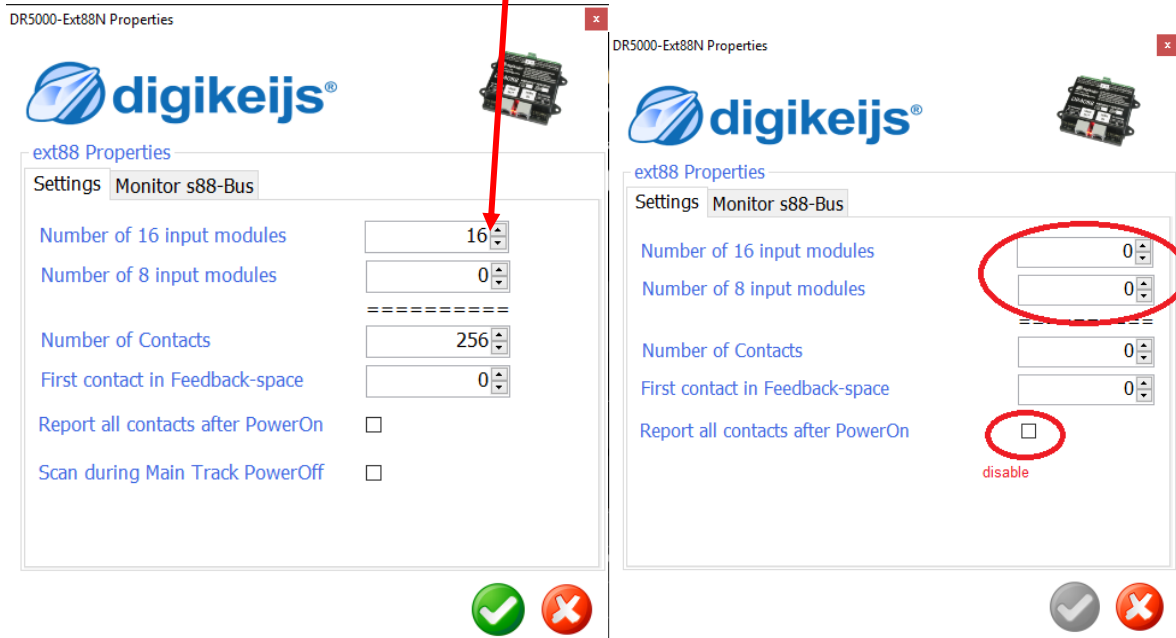 DR5000-Ext88N Properties
x
digikeijs®
ext88 Properties
Settings Monitor s88-Bus
Number of 16 input modules 16
Number of 8 input modules 0
==========
Number of Contacts 256
First contact in Feedback-space 0
Report all contacts after PowerOn
Scan during Main Track PowerOff
DR5000-Ext88N Properties
x
digikeijs®
ext88 Properties
Settings Monitor s88-Bus
Number of 16 input modules 0
Number of 8 input modules 0
==========
Number of Contacts 0
First contact in Feedback-space 0
Report all contacts after PowerOn
disable